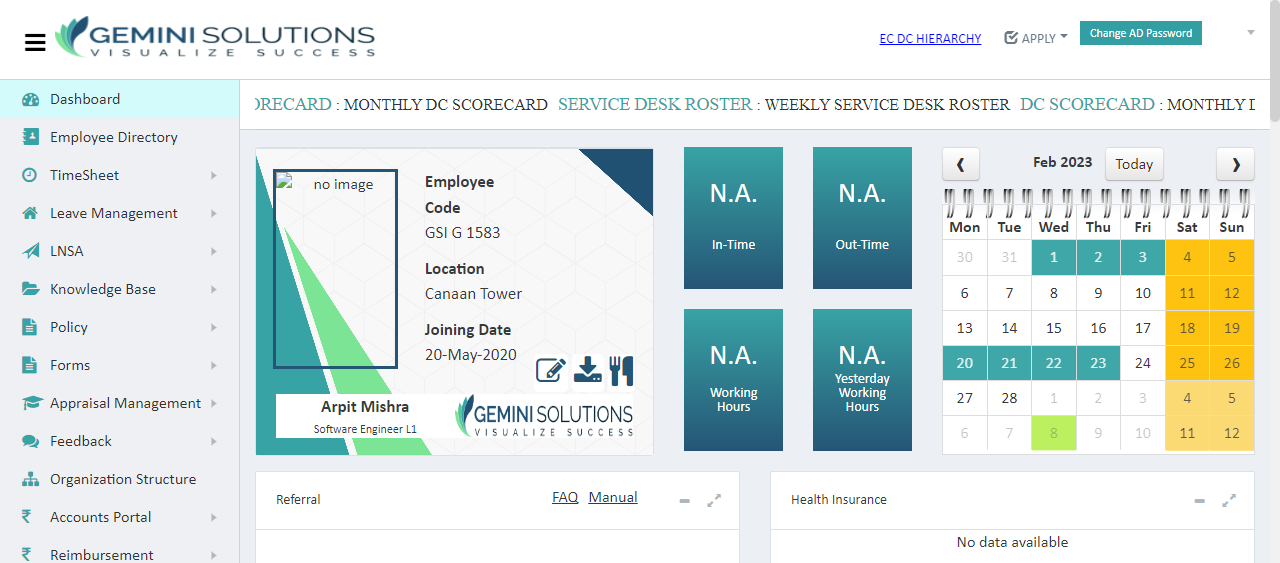 GEMINI SOLUTIONS
VISUALIZE SUCCESS
EC DC HIERARCHY
APPLY
Change AD Password
Dashboard
Employee Directory
TimeSheet
Leave Management
LNSA
Knowledge Base
Policy
Forms
Appraisal Management
Feedback
Organization Structure
Accounts Portal
Reimbursement
ORECARD : MONTHLY DC SCORECARD SERVICE DESK ROSTER : WEEKLY SERVICE DESK ROSTER DC SCORECARD : MONTHLY D
no image
Employee
Code
GSI G 1583
Location
Canaan Tower
Joining Date
20-May-2020
Arpit Mishra
Software Engineer L1
GEMINI SOLUTIONS
VISUALIZE SUCCESS
N.A.
In-Time
N.A.
Out-Time
N.A.
Working
Hours
N.A.
Yesterday
Working
Hours
Feb 2023
Today
Mon Tue Wed Thu Fri Sat Sun
30 31 1 2 3 4 5
6 7 8 9 10 11 12
13 14 15 16 17 18 19
20 21 22 23 24 25 26
27 28 1 2 3 4 5
6 7 8 9 10 11 12
Referral
FAQ Manual
Health Insurance
No data available